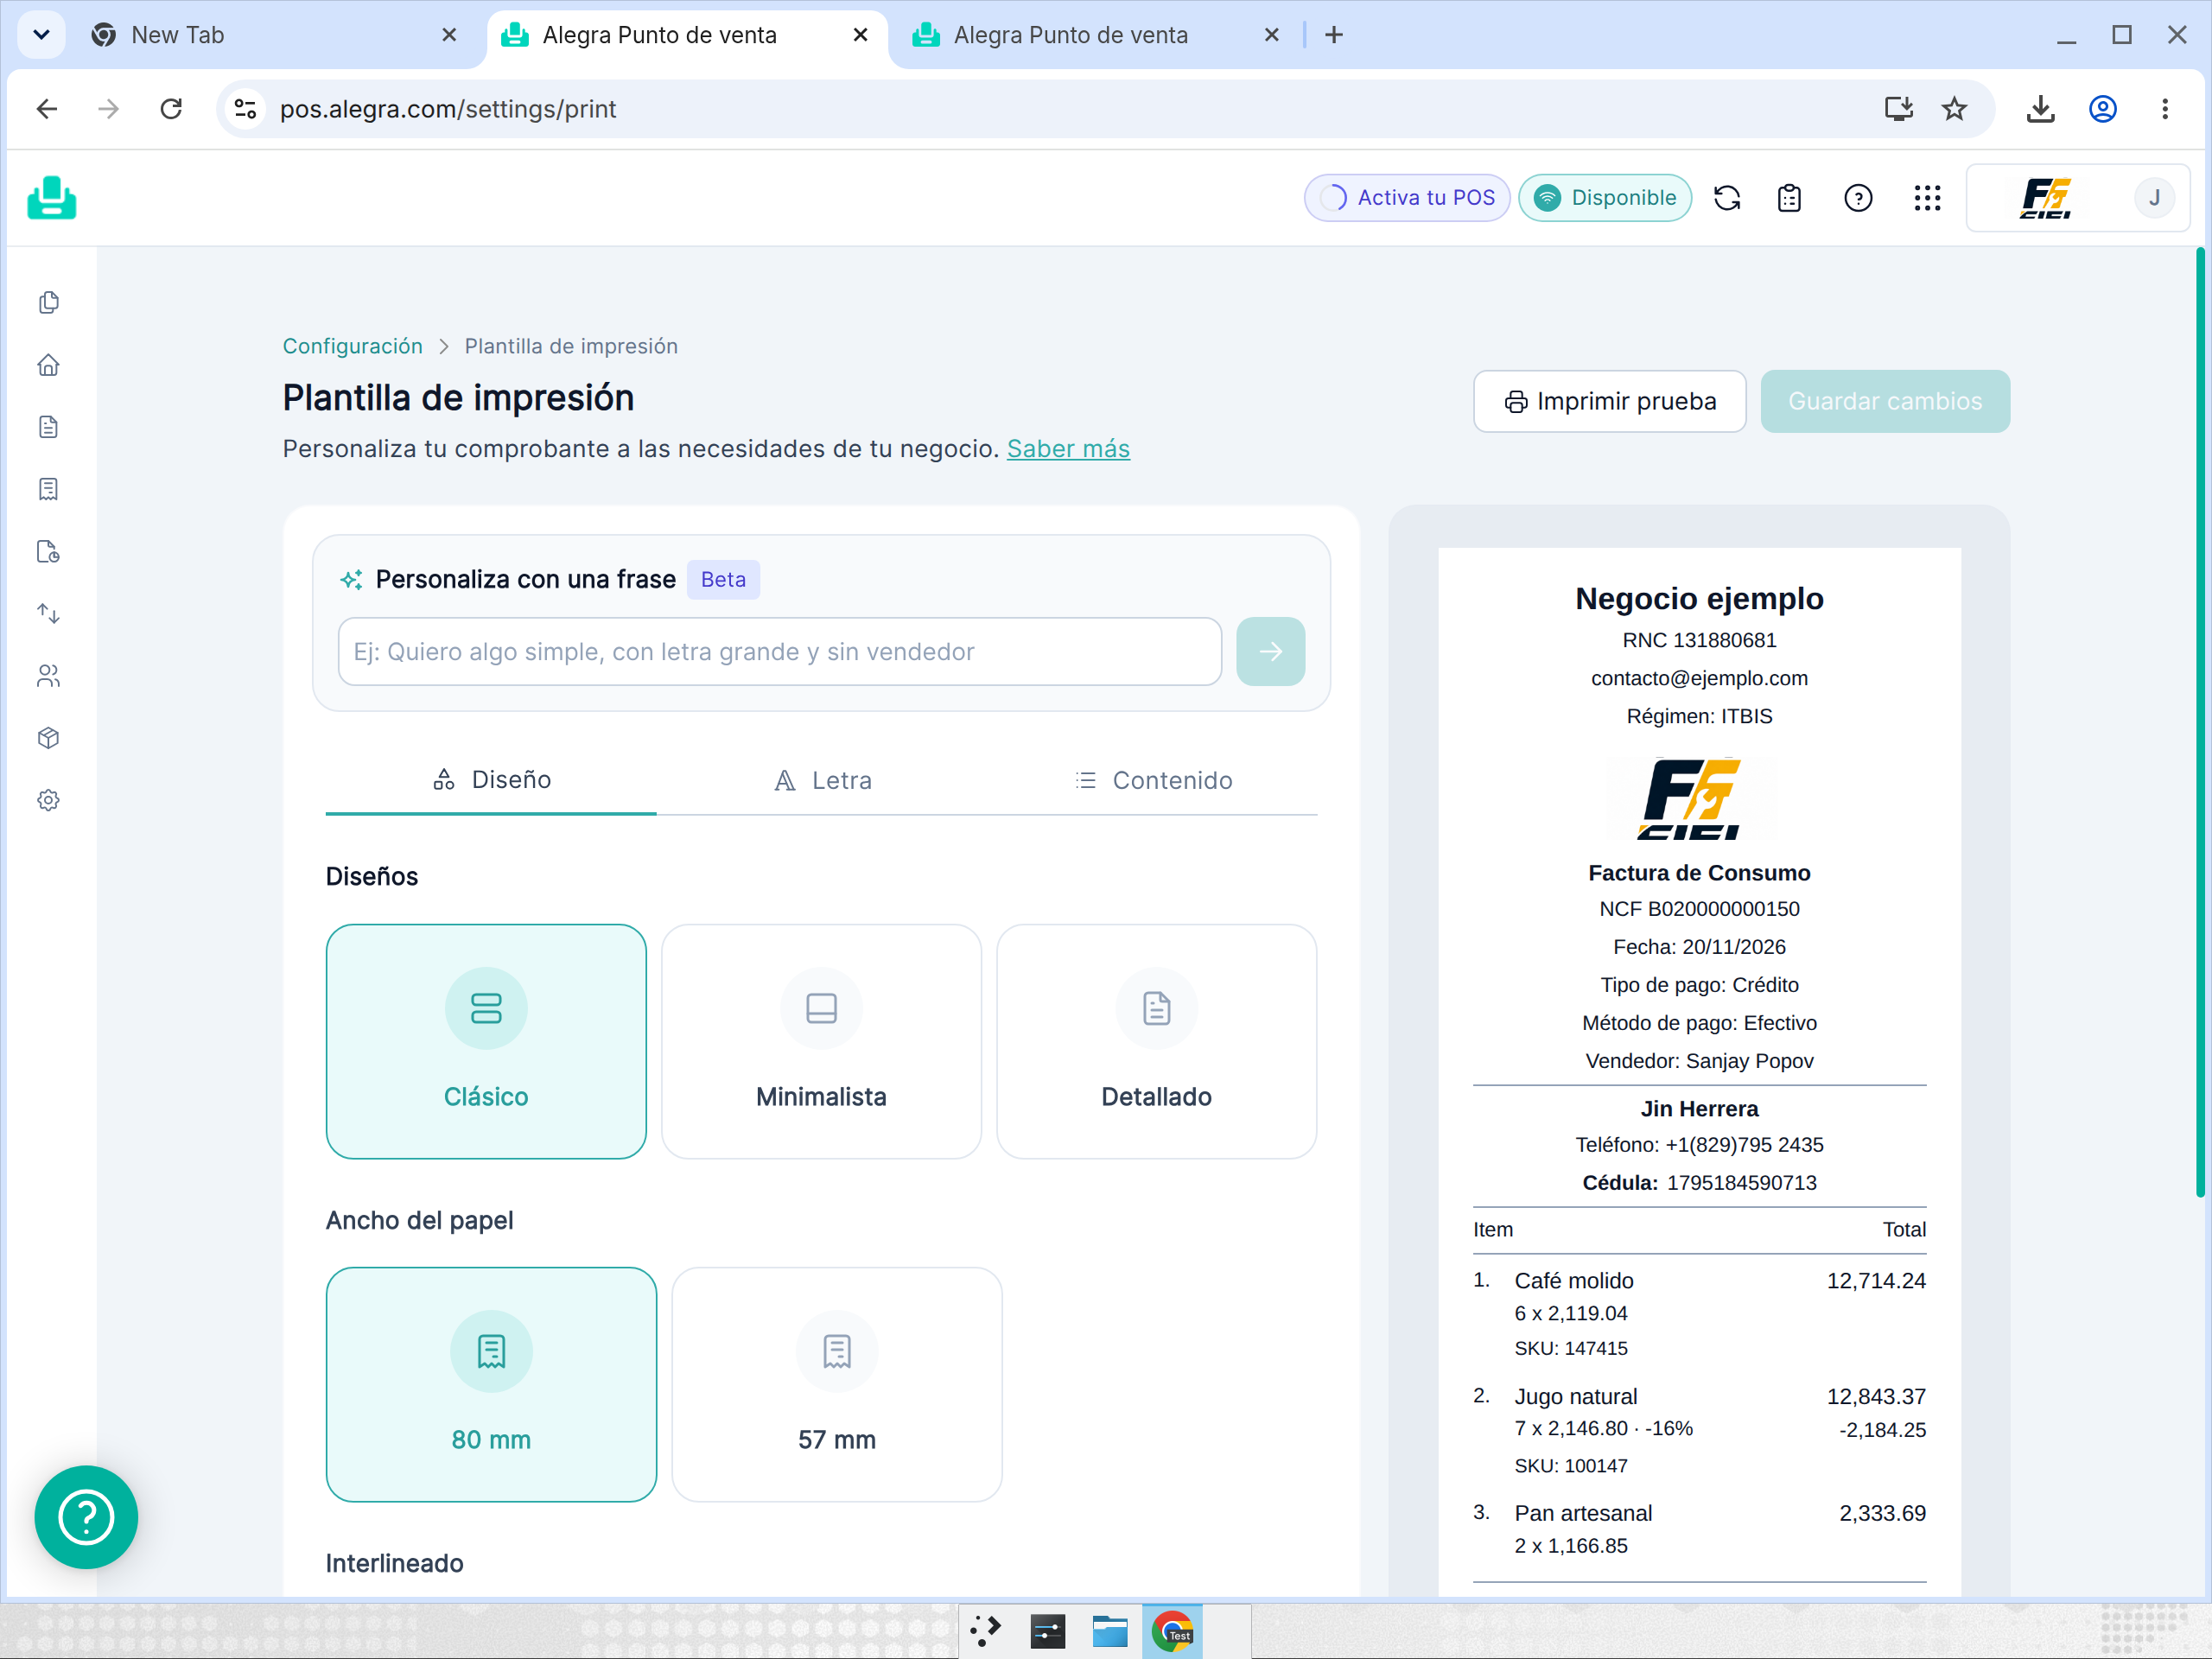 New Tab
Alegra Punto de venta
Alegra Punto de venta
pos.alegra.com/settings/print
Activa tu POS
Disponible
J
Configuración
Plantilla de impresión
Plantilla de impresión
Personaliza tu comprobante a las necesidades de tu negocio. Saber más
Imprimir prueba
Guardar cambios
Personaliza con una frase
Beta
Ej: Quiero algo simple, con letra grande y sin vendedor
Diseño
Letra
Contenido
Diseños
Clásico
Minimalista
Detallado
Ancho del papel
80 mm
57 mm
Interlineado
Negocio ejemplo
RNC 131880681
contacto@ejemplo.com
Régimen: ITBIS
Factura de Consumo
NCF B020000000150
Fecha: 20/11/2026
Tipo de pago: Crédito
Método de pago: Efectivo
Vendedor: Sanjay Popov
Jin Herrera
Teléfono: +1(829)795 2435
Cédula: 1795184590713
Item Total
1. Café molido 12,714.24
6 x 2,119.04
SKU: 147415
2. Jugo natural 12,843.37
7 x 2,146.80 · -16% -2,184.25
SKU: 100147
3. Pan artesanal 2,333.69
2 x 1,166.85
Test